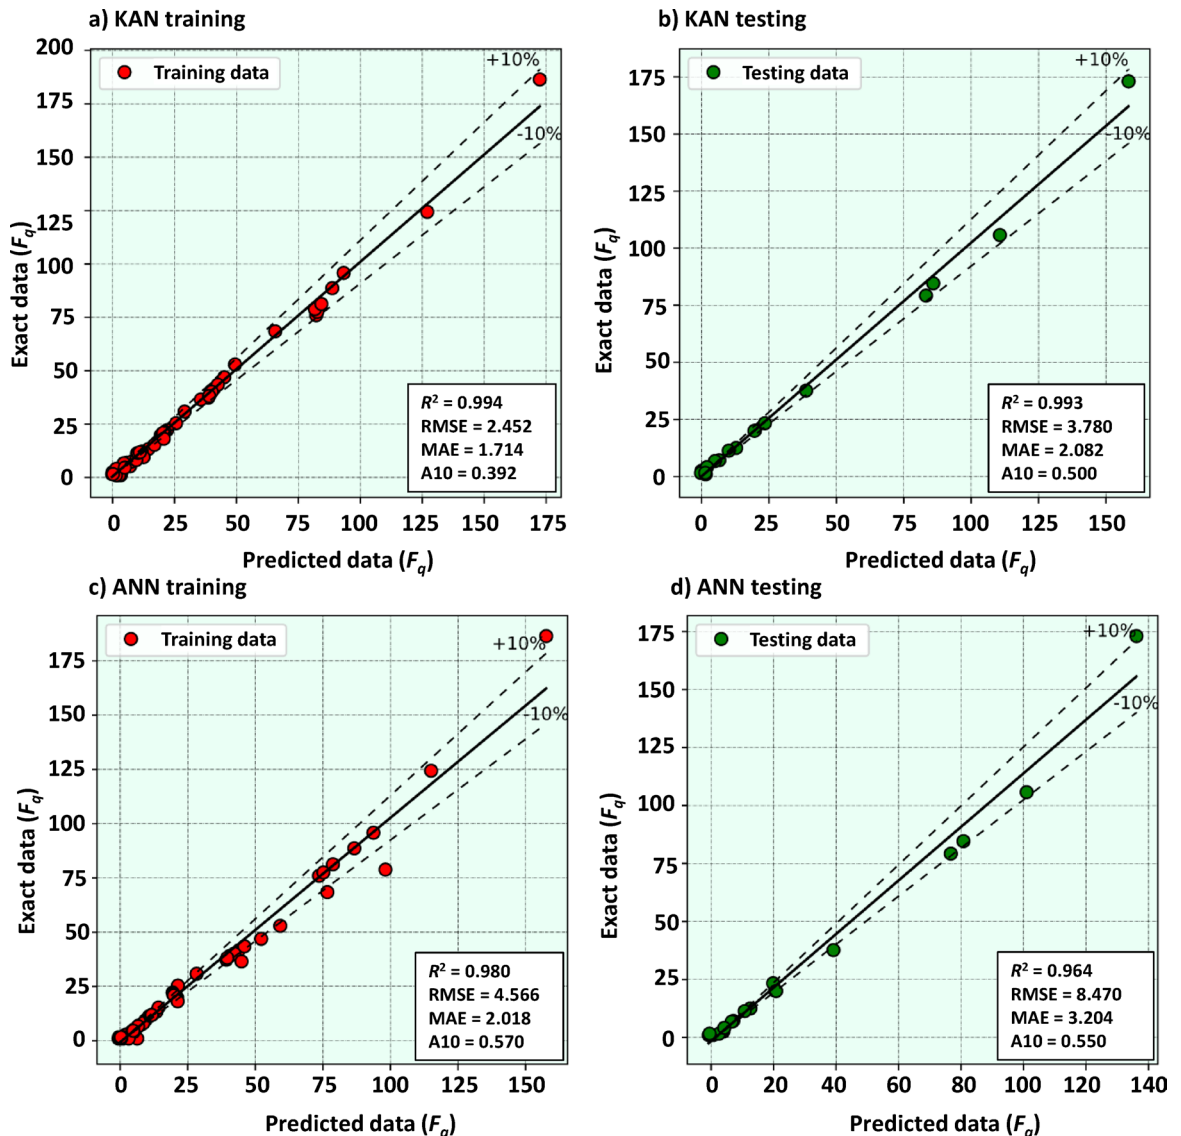 a) KAN training
200
175
150
125
100
75
50
25
0
Exact data (Fq)
Training data
+10%
-10%
R² = 0.994
RMSE = 2.452
MAE = 1.714
A10 = 0.392
0 25 50 75 100 125 150 175
Predicted data (Fq)
b) KAN testing
175
150
125
100
75
50
25
0
Exact data (Fq)
Testing data
+10%
-10%
R² = 0.993
RMSE = 3.780
MAE = 2.082
A10 = 0.500
0 25 50 75 100 125 150
Predicted data (Fq)
c) ANN training
175
150
125
100
75
50
25
0
Exact data (Fq)
Training data
+10%
-10%
R² = 0.980
RMSE = 4.566
MAE = 2.018
A10 = 0.570
0 25 50 75 100 125 150
Predicted data (Fq)
d) ANN testing
175
150
125
100
75
50
25
0
Exact data (Fq)
Testing data
+10%
-10%
R² = 0.964
RMSE = 8.470
MAE = 3.204
A10 = 0.550
0 20 40 60 80 100 120 140
Predicted data (Fq)